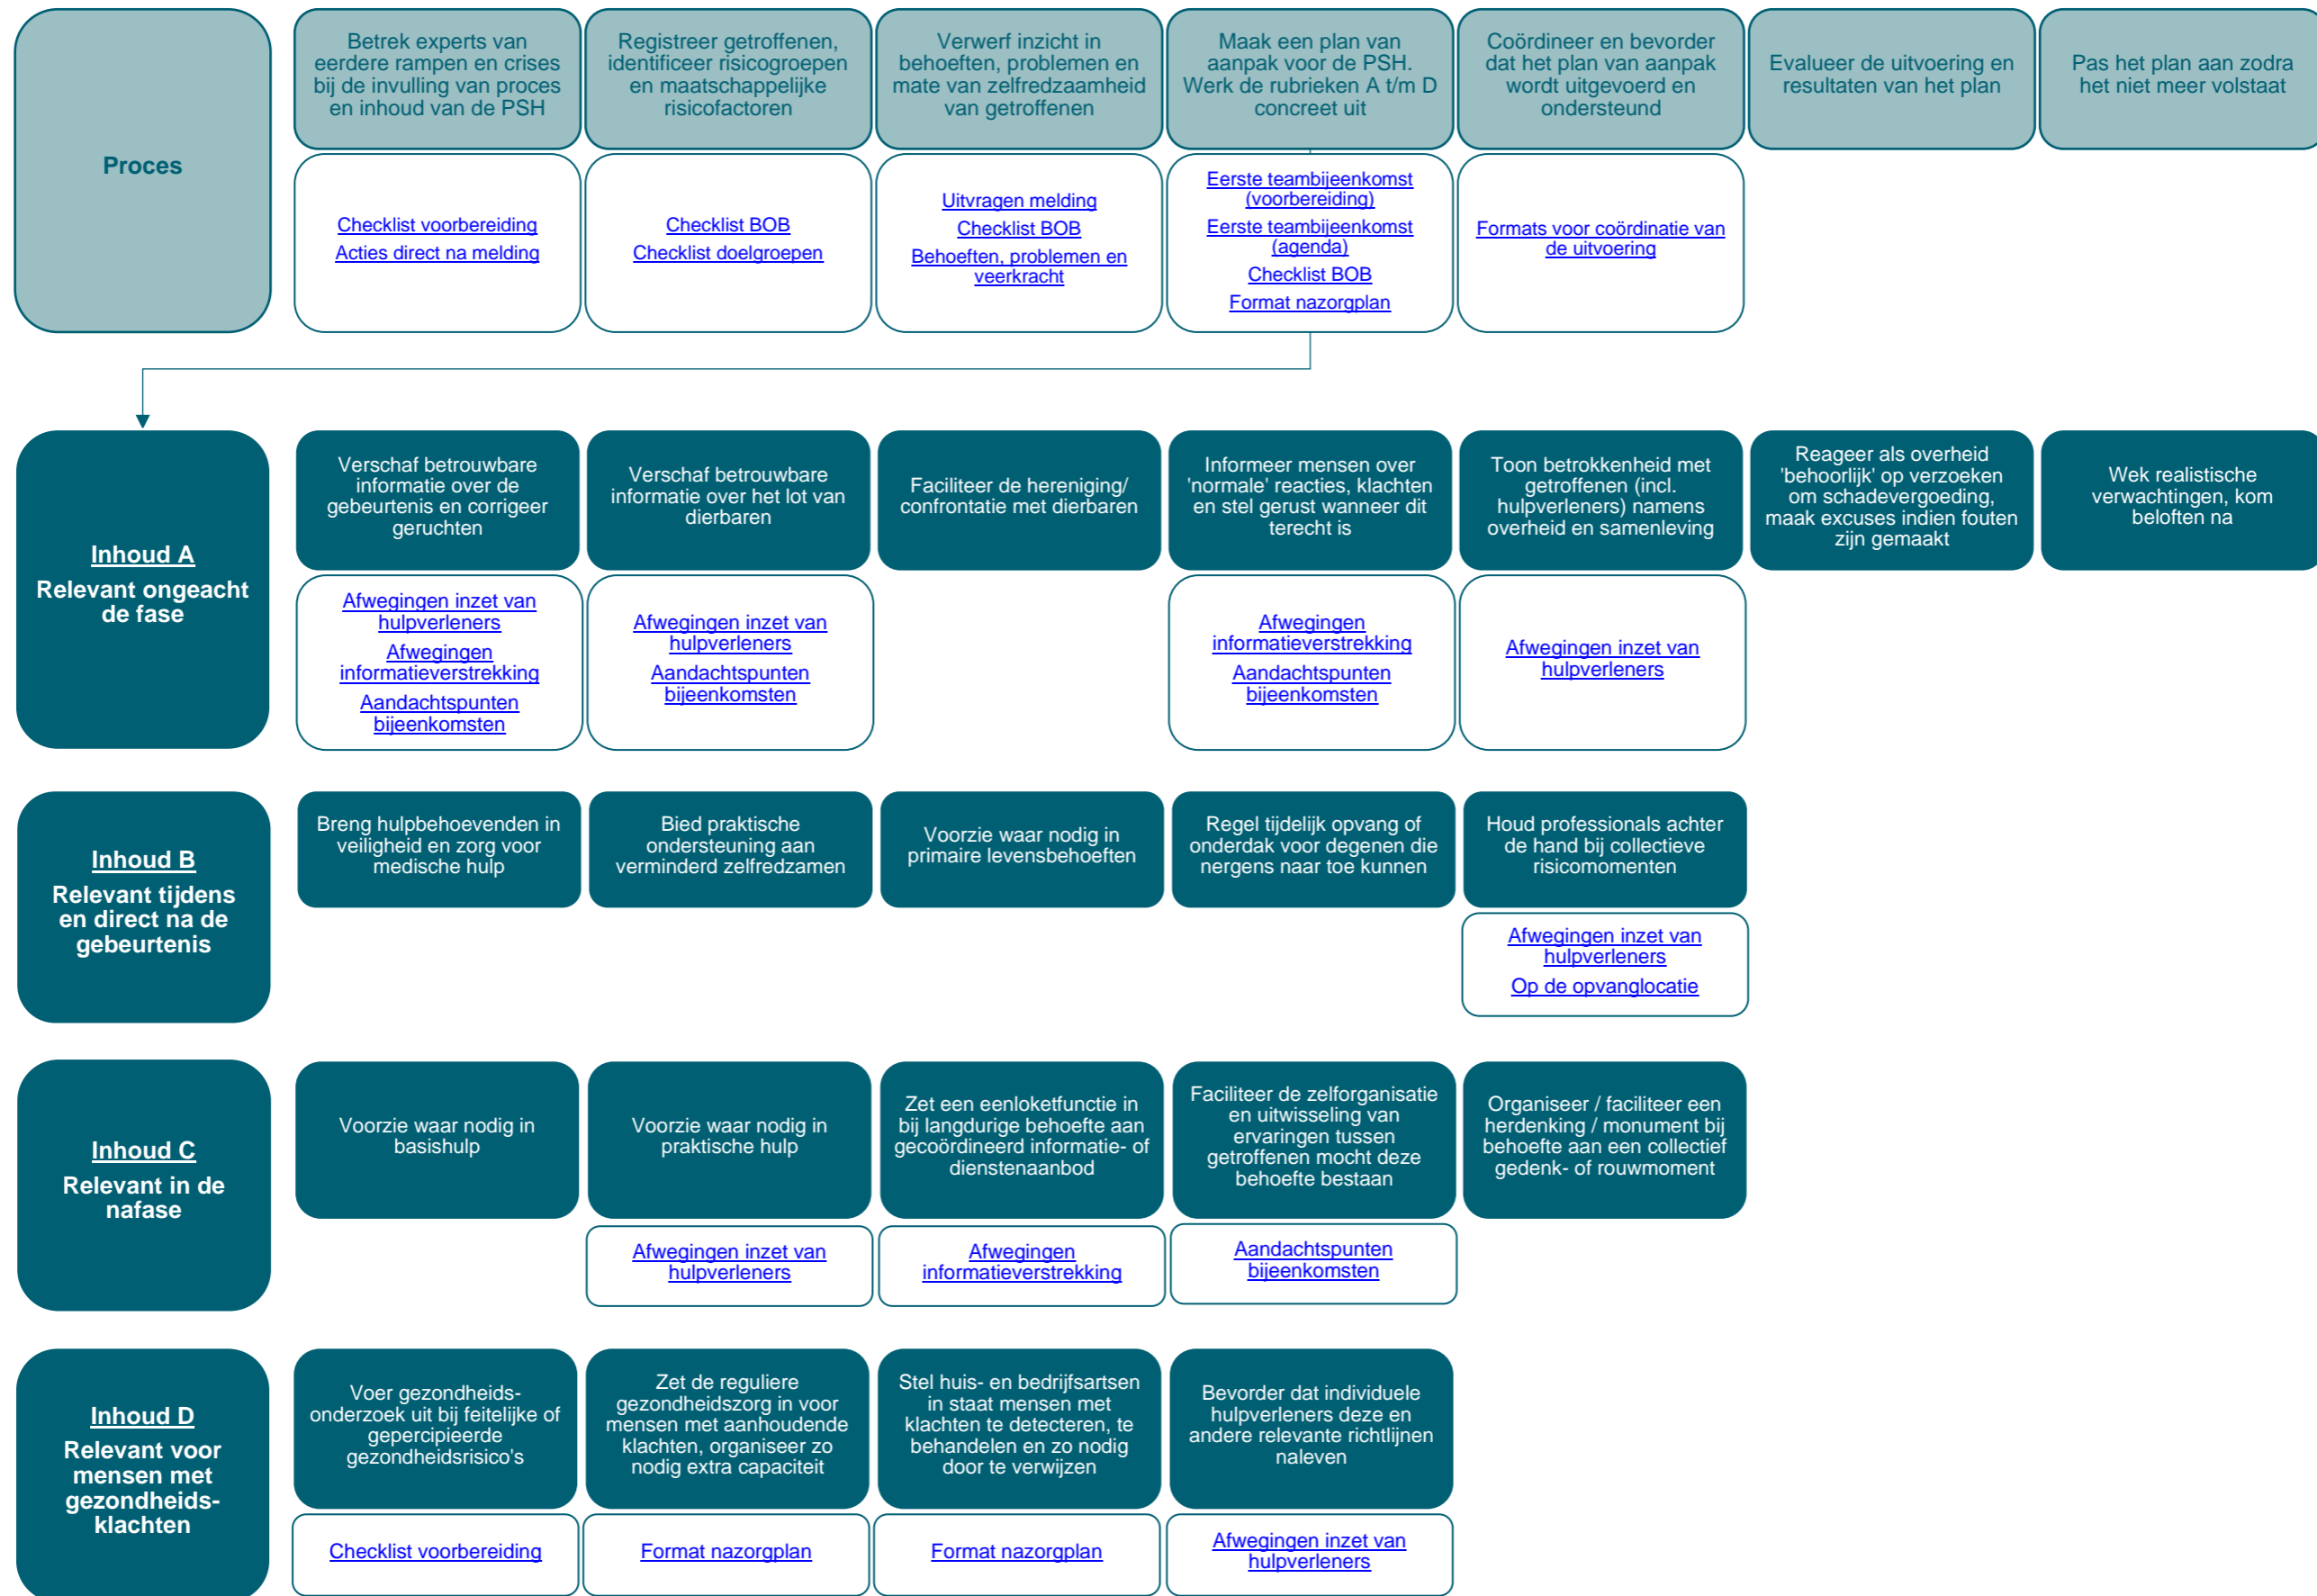 Proces
Betrek experts van
eerdere rampen en crises
bij de invulling van proces
en inhoud van de PSH
Registreer getroffenen,
identificeer risicogroepen
en maatschappelijke
risicofactoren
Verwerf inzicht in
behoeften, problemen en
mate van zelfredzaamheid
van getroffenen
Maak een plan van
aanpak voor de PSH.
Werk de rubrieken A t/m D
concreet uit
Coördineer en bevorder
dat het plan van aanpak
wordt uitgevoerd en
ondersteund
Evalueer de uitvoering en
resultaten van het plan
Pas het plan aan zodra
het niet meer volstaat
Checklist voorbereiding
Acties direct na melding
Checklist BOB
Checklist doelgroepen
Uitvragen melding
Checklist BOB
Behoeften, problemen en
veerkracht
Eerste teambijeenkomst
(voorbereiding)
Eerste teambijeenkomst
(agenda)
Checklist BOB
Format nazorgplan
Formats voor coördinatie van
de uitvoering
Inhoud A
Relevant ongeacht
de fase
Verschaf betrouwbare
informatie over de
gebeurtenis en corrigeer
geruchten
Verschaf betrouwbare
informatie over het lot van
dierbaren
Faciliteer de hereniging/
confrontatie met dierbaren
Informeer mensen over
'normale' reacties, klachten
en stel gerust wanneer dit
terecht is
Toon betrokkenheid met
getroffenen (incl.
hulpverleners) namens
overheid en samenleving
Reageer als overheid
'behoorlijk' op verzoeken
om schadevergoeding,
maak excuses indien fouten
zijn gemaakt
Wek realistische
verwachtingen, kom
beloften na
Afwegingen inzet van
hulpverleners
Afwegingen
informatieverstrekking
Aandachtspunten
bijeenkomsten
Afwegingen inzet van
hulpverleners
Aandachtspunten
bijeenkomsten
Afwegingen
informatieverstrekking
Aandachtspunten
bijeenkomsten
Afwegingen inzet van
hulpverleners
Inhoud B
Relevant tijdens
en direct na de
gebeurtenis
Breng hulpbehoevenden in
veiligheid en zorg voor
medische hulp
Bied praktische
ondersteuning aan
verminderd zelfredzamen
Voorzie waar nodig in
primaire levensbehoeften
Regel tijdelijk opvang of
onderdak voor degenen die
nergens naar toe kunnen
Houd professionals achter
de hand bij collectieve
risicomomenten
Afwegingen inzet van
hulpverleners
Op de opvanglocatie
Inhoud C
Relevant in de
nafase
Voorzie waar nodig in
basishulp
Voorzie waar nodig in
praktische hulp
Zet een eenloketfunctie in
bij langdurige behoefte aan
gecoördineerd informatie- of
dienstenaanbod
Faciliteer de zelforganisatie
en uitwisseling van
ervaringen tussen
getroffenen mocht deze
behoefte bestaan
Organiseer / faciliteer een
herdenking / monument bij
behoefte aan een collectief
gedenk- of rouwmoment
Afwegingen inzet van
hulpverleners
Afwegingen
informatieverstrekking
Aandachtspunten
bijeenkomsten
Inhoud D
Relevant voor
mensen met
gezondheids-
klachten
Voer gezondheids-
onderzoek uit bij feitelijke of
gepercipieerde
gezondheidsrisico's
Zet de reguliere
gezondheidszorg in voor
mensen met aanhoudende
klachten, organiseer zo
nodig extra capaciteit
Stel huis- en bedrijfsartsen
in staat mensen met
klachten te detecteren, te
behandelen en zo nodig
door te verwijzen
Bevorder dat individuele
hulpverleners deze en
andere relevante richtlijnen
naleven
Checklist voorbereiding
Format nazorgplan
Format nazorgplan
Afwegingen inzet van
hulpverleners